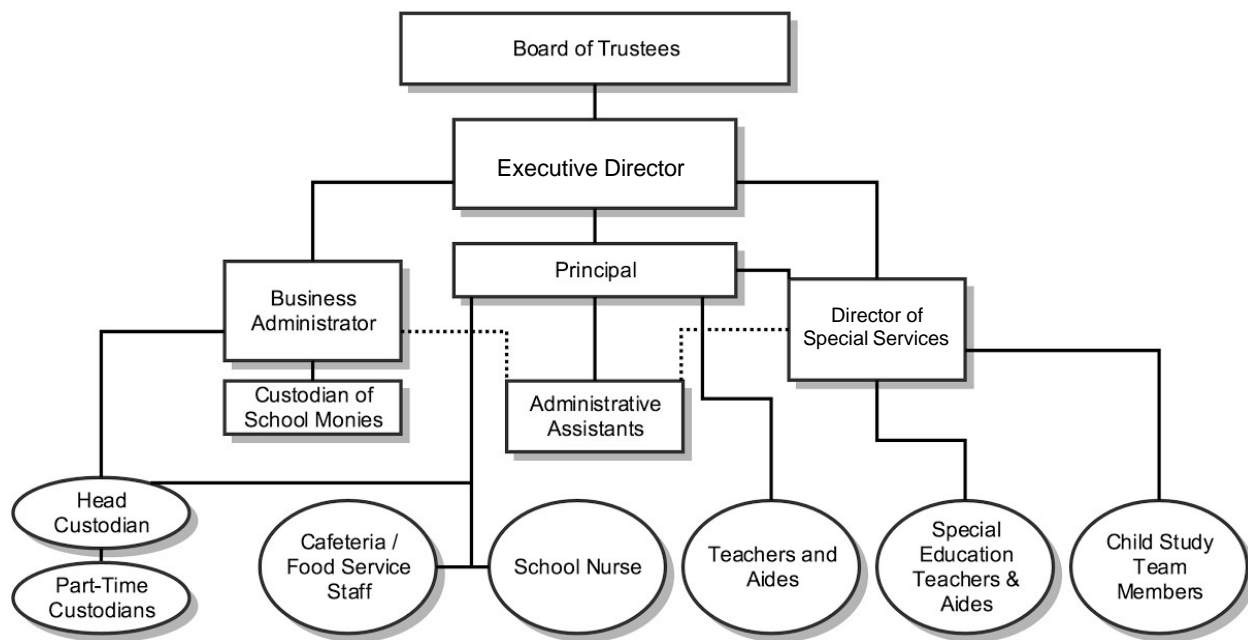 Board of Trustees
Executive Director
Principal
Business
Administrator
Director of
Special Services
Custodian of
School Monies
Administrative
Assistants
Head
Custodian
Part-Time
Custodians
Cafeteria /
Food Service
Staff
School Nurse
Teachers and
Aides
Special
Education
Teachers &
Aides
Child Study
Team
Members